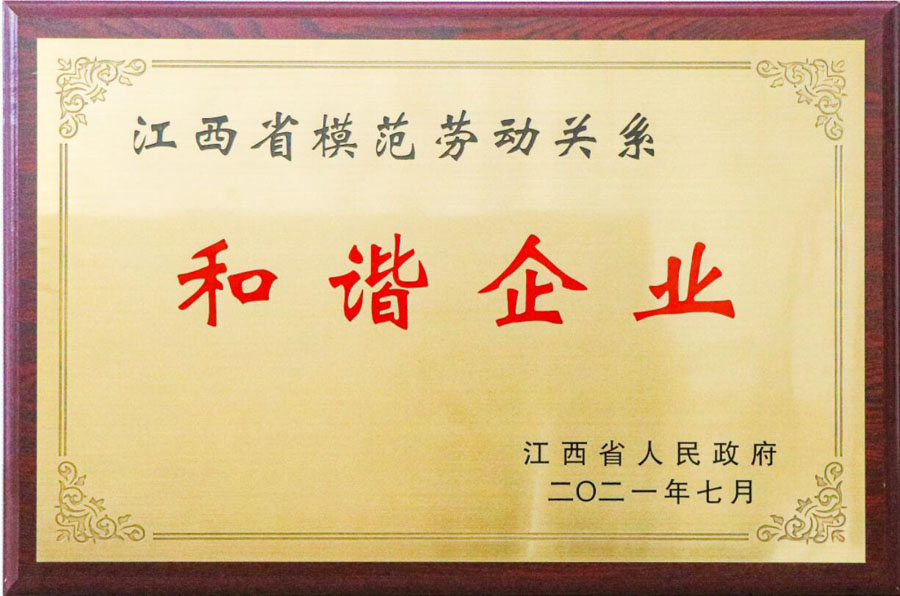 江西省模范劳动关系
和谐企业
江西省人民政府
二〇二一年七月